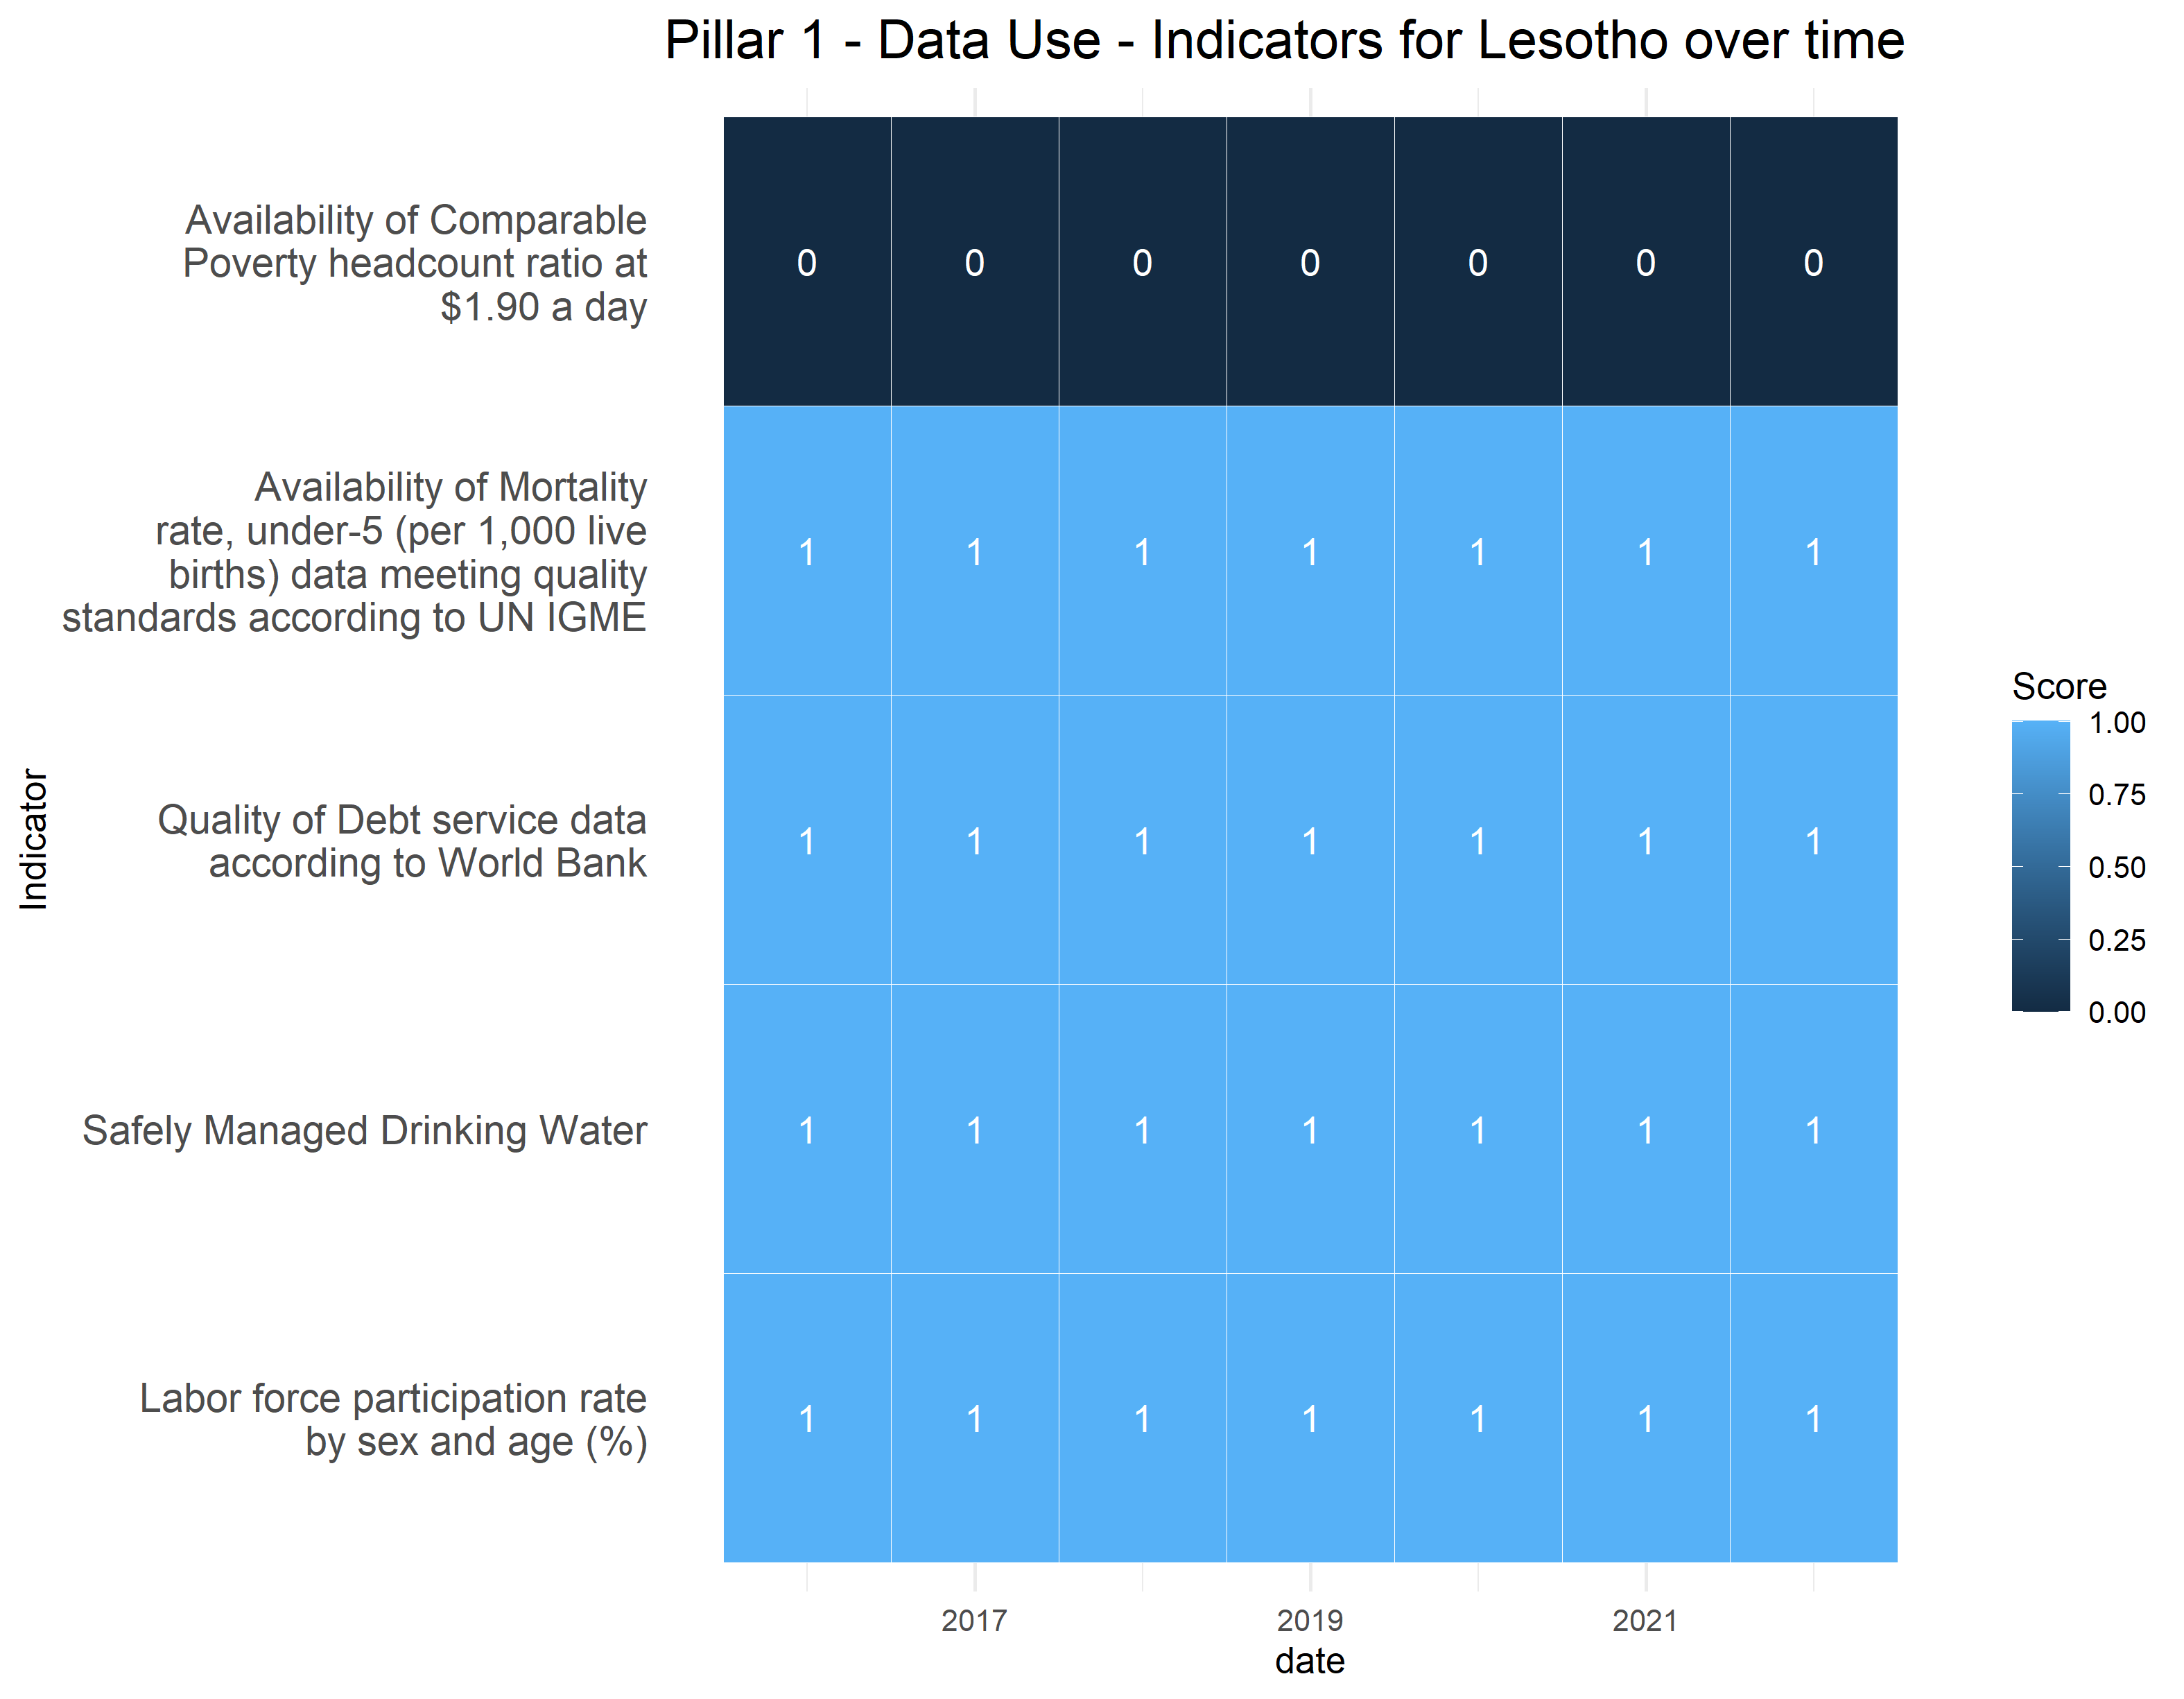 Pillar 1 - Data Use - Indicators for Lesotho over time
Indicator
Availability of Comparable
Poverty headcount ratio at
$1.90 a day
0 0 0 0 0 0 0
Availability of Mortality
rate, under-5 (per 1,000 live
births) data meeting quality
standards according to UN IGME
1 1 1 1 1 1 1
Quality of Debt service data
according to World Bank
1 1 1 1 1 1 1
Safely Managed Drinking Water
1 1 1 1 1 1 1
Labor force participation rate
by sex and age (%)
1 1 1 1 1 1 1
2017 2019 2021
date
Score
1.00
0.75
0.50
0.25
0.00